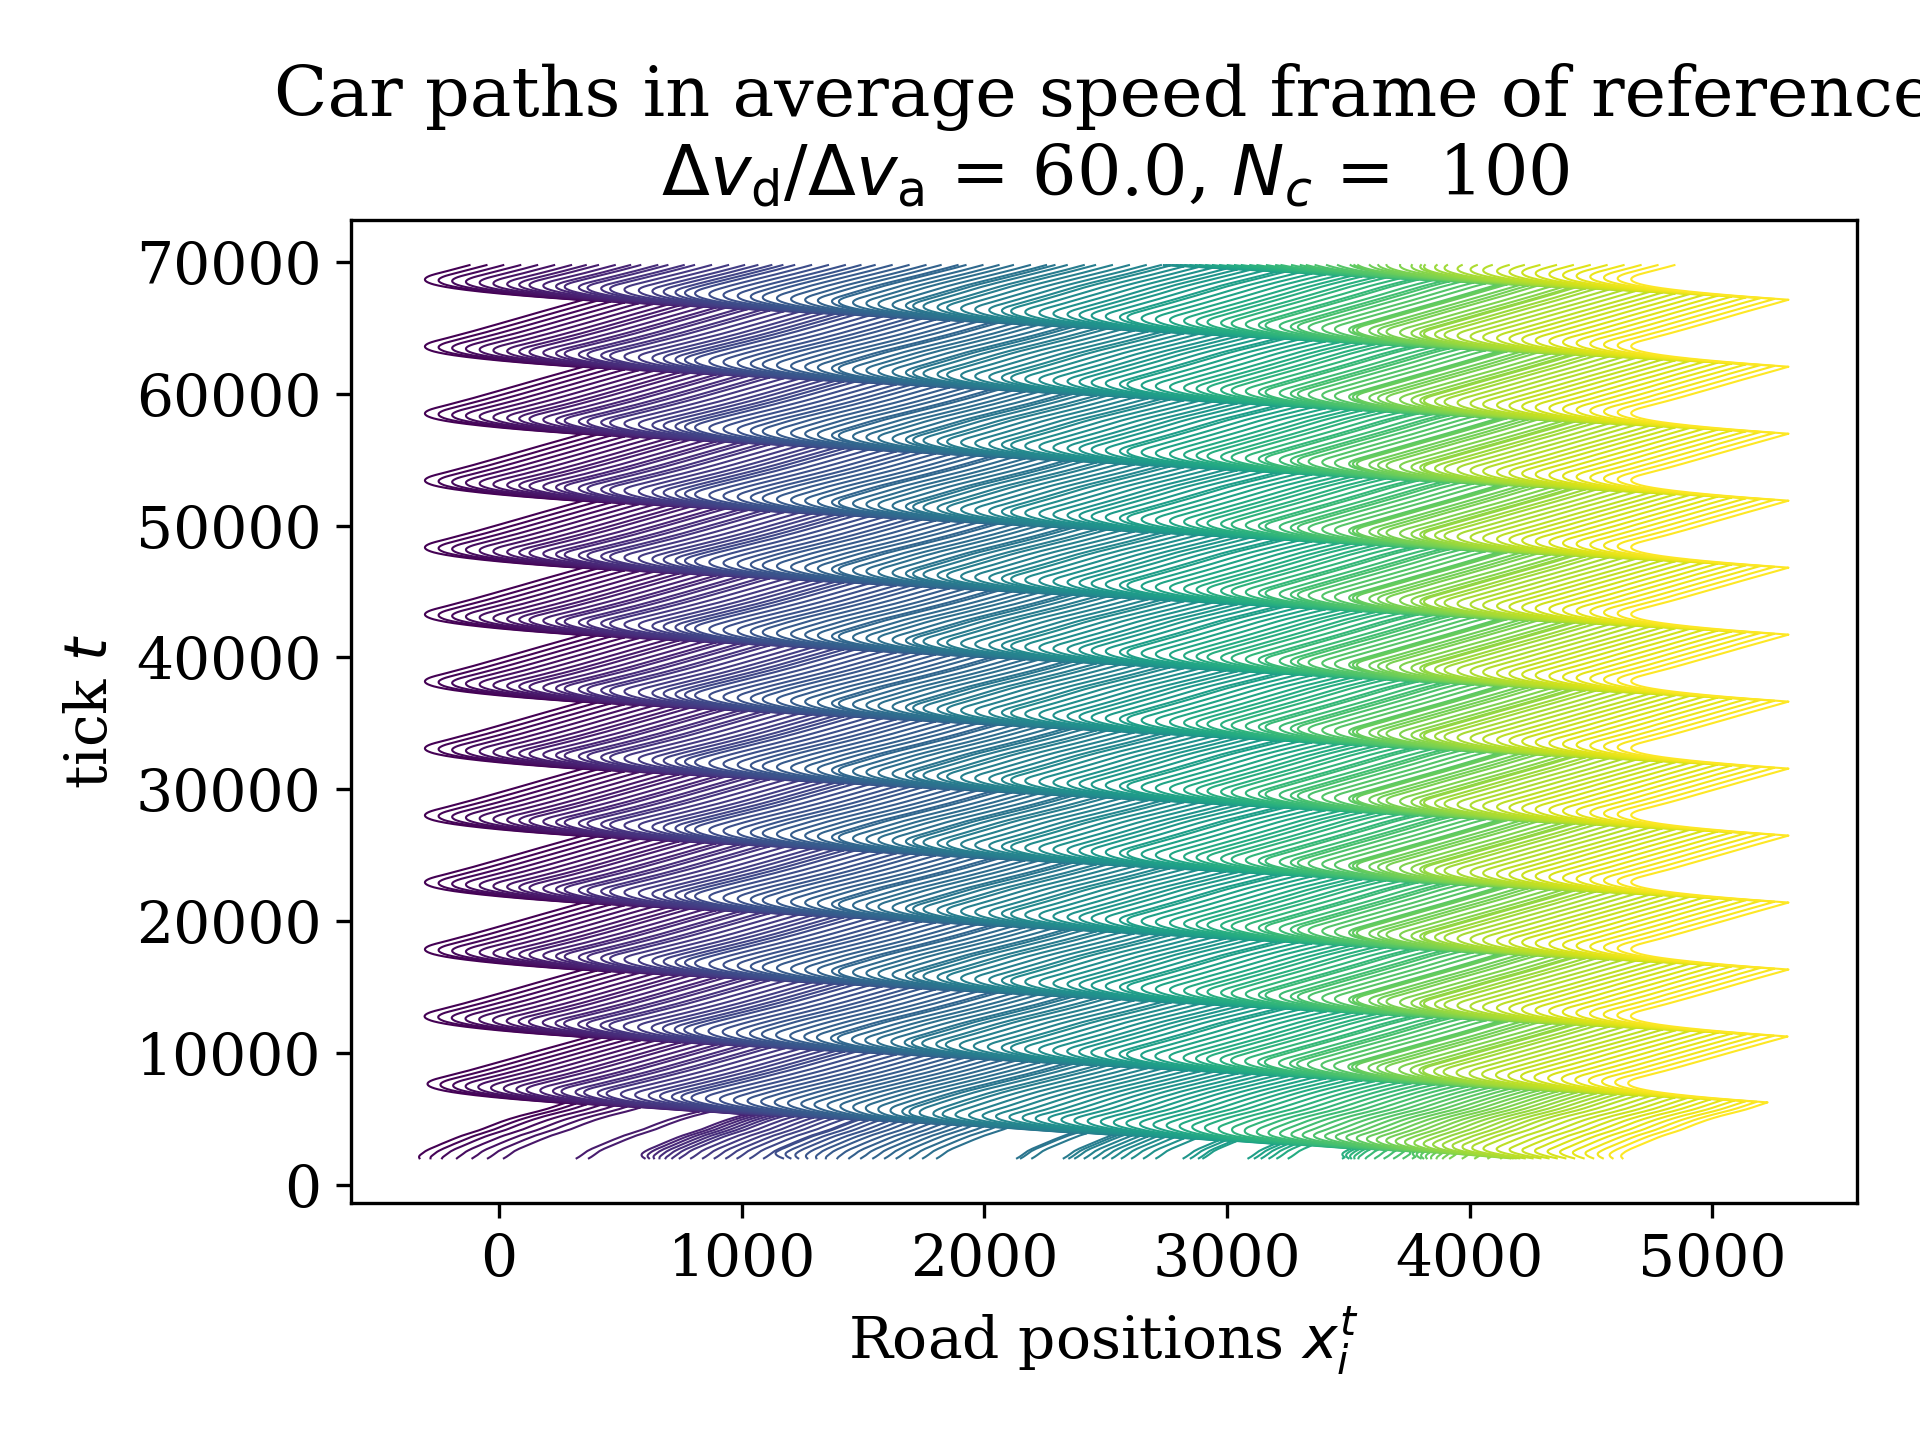 Car paths in average speed frame of reference
Δv_d/Δv_a = 60.0, N_c = 100
70000
60000
50000
40000
30000
20000
10000
0
tick t
0 1000 2000 3000 4000 5000
Road positions x_i^t